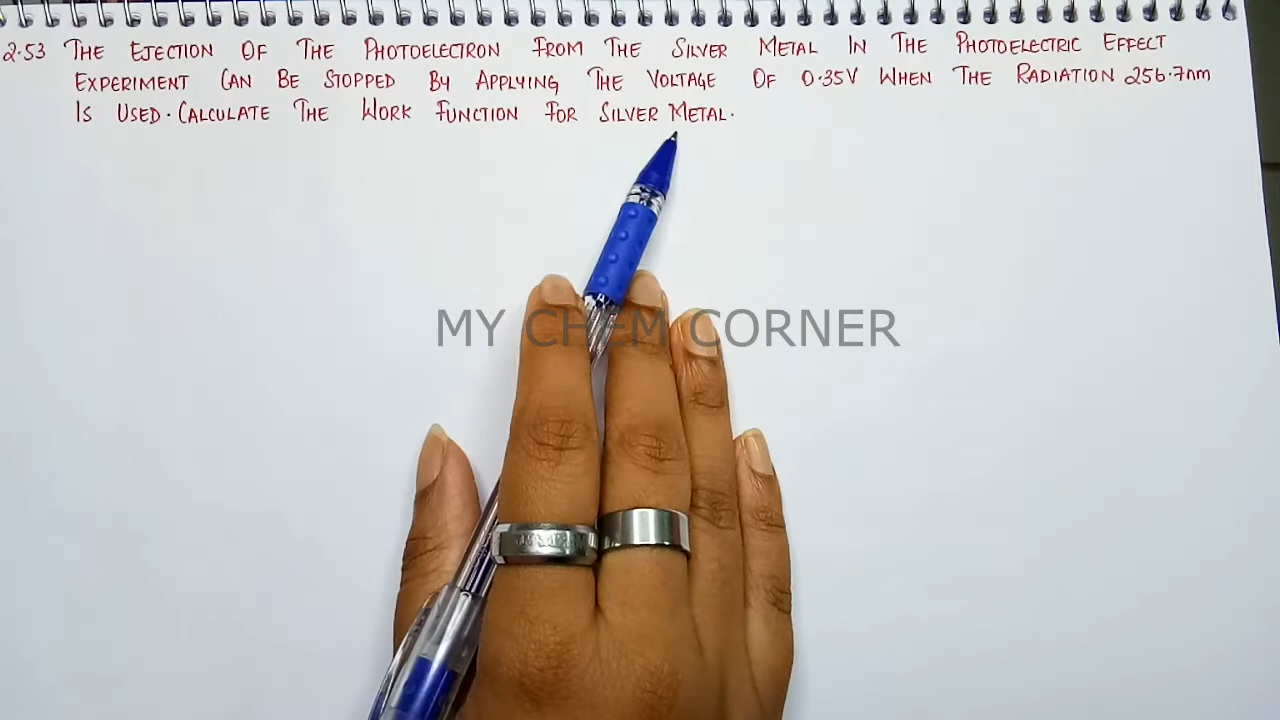 2.53 THE EJECTION OF THE PHOTOELECTRON FROM THE SILVER METAL IN THE PHOTOELECTRIC EFFECT
EXPERIMENT CAN BE STOPPED BY APPLYING THE VOLTAGE OF 0.35V WHEN THE RADIATION 256.7nm
IS USED. CALCULATE THE WORK FUNCTION FOR SILVER METAL.
MY CHEM CORNER